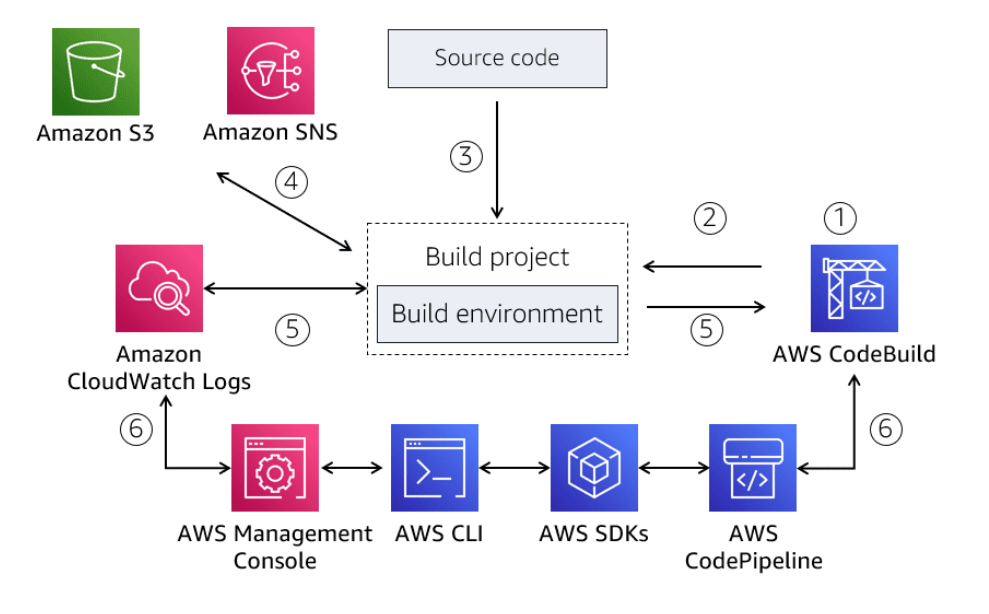 Source code
Amazon S3
Amazon SNS
③
④
②
①
Build project
Build environment
⑤
⑤
Amazon
CloudWatch Logs
AWS CodeBuild
⑥
⑥
AWS Management
Console
AWS CLI
AWS SDKs
AWS
CodePipeline